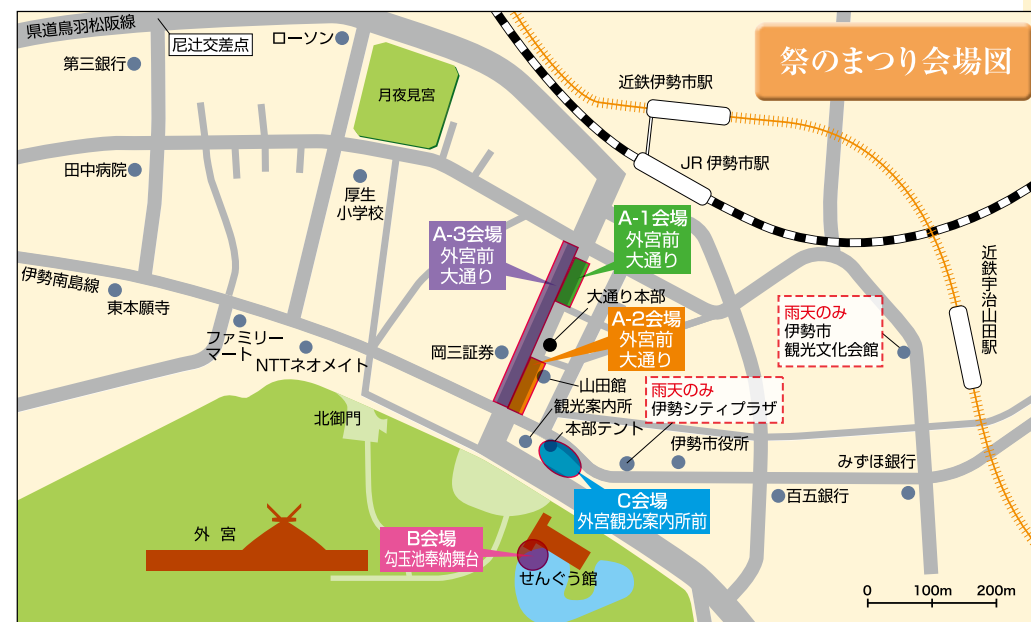 祭のまつり会場図
県道鳥羽松阪線
尼辻交差点
ローソン
第三銀行
月夜見宮
近鉄伊勢市駅
JR 伊勢市駅
田中病院
厚生
小学校
A-3会場
外宮前
大通り
A-1会場
外宮前
大通り
近鉄宇治山田駅
伊勢南島線
東本願寺
大通り本部
雨天のみ
伊勢市
観光文化会館
A-2会場
外宮前
大通り
ファミリー
マート
NTTネオメイト
岡三証券
山田館
観光案内所
雨天のみ
伊勢シティプラザ
北御門
本部テント
伊勢市役所
みずほ銀行
C会場
外宮観光案内所前
百五銀行
外 宮
B会場
勾玉池奉納舞台
せんぐう館
0 100m 200m